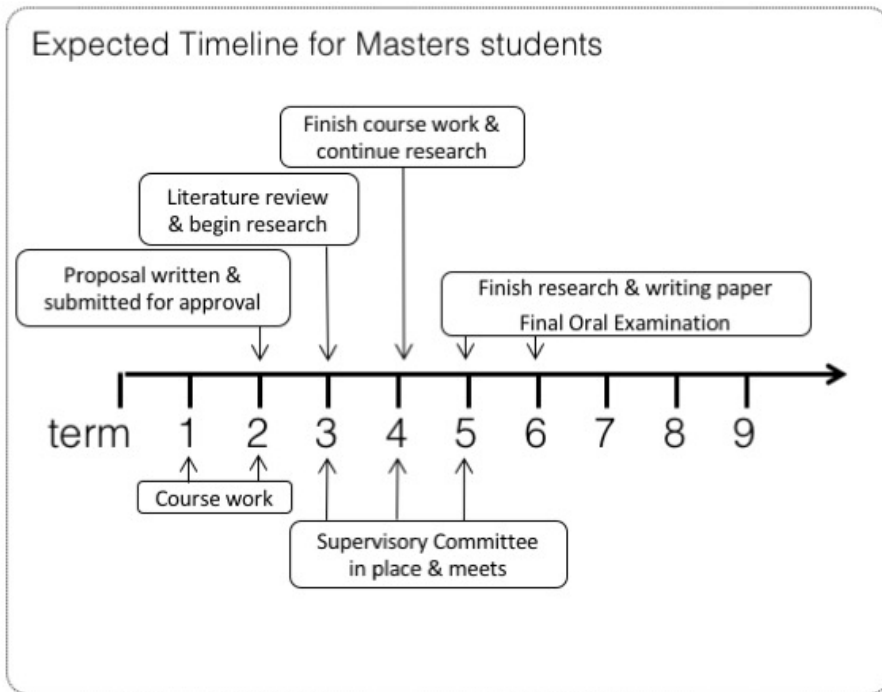 Expected Timeline for Masters students
Finish course work &
continue research
Literature review
& begin research
Proposal written &
submitted for approval
Finish research & writing paper
Final Oral Examination
term 1 2 3 4 5 6 7 8 9
Course work
Supervisory Committee
in place & meets